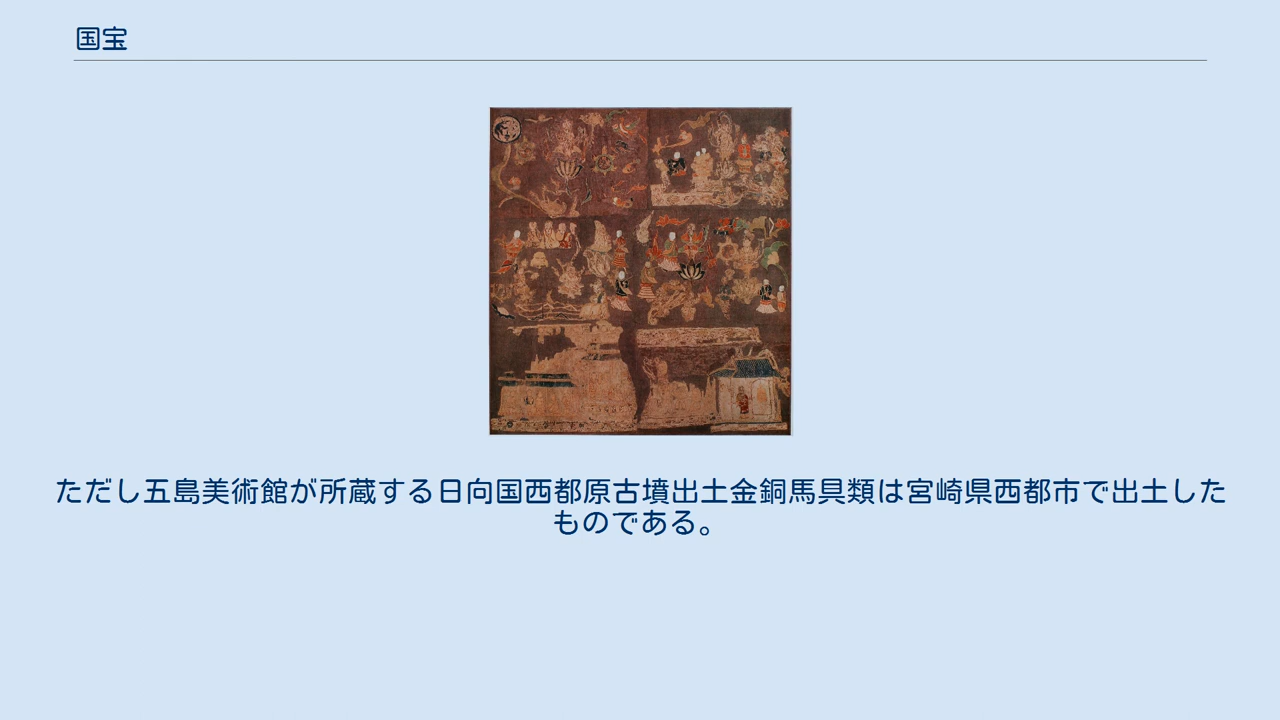 国宝
ただし五島美術館が所蔵する日向国西都原古墳出土金銅馬具類は宮崎県西都市で出土した
ものである。